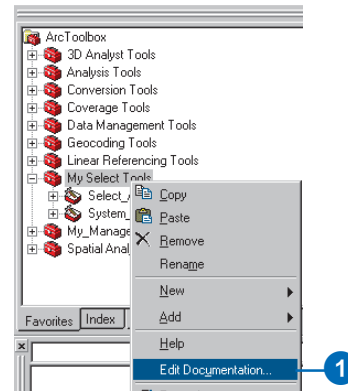 ArcToolbox
3D Analyst Tools
Analysis Tools
Conversion Tools
Coverage Tools
Data Management Tools
Geocoding Tools
Linear Referencing Tools
My Select Tools
Select_
System_
My_Manage
Spatial Anal
Copy
Paste
Remove
Rename
New
Add
Help
Edit Documentation...
1
Favorites
Index